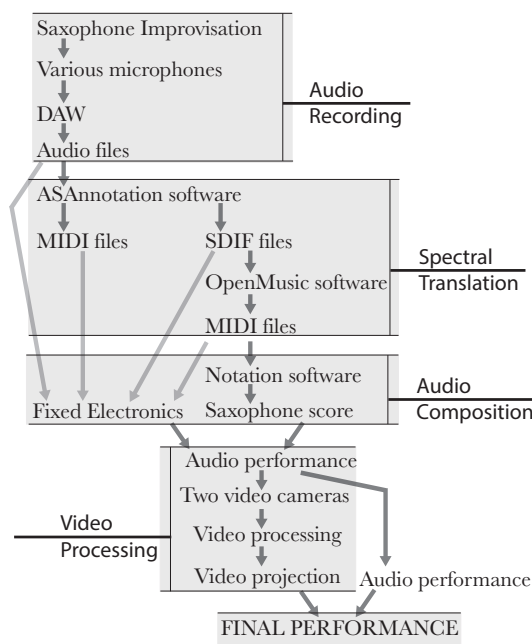 Saxophone Improvisation
Various microphones
DAW
Audio files
Audio
Recording
ASAnnotation software
MIDI files
SDIF files
OpenMusic software
MIDI files
Spectral
Translation
Notation software
Fixed Electronics
Saxophone score
Audio
Composition
Audio performance
Two video cameras
Video processing
Video projection
Video
Processing
Audio performance
FINAL PERFORMANCE